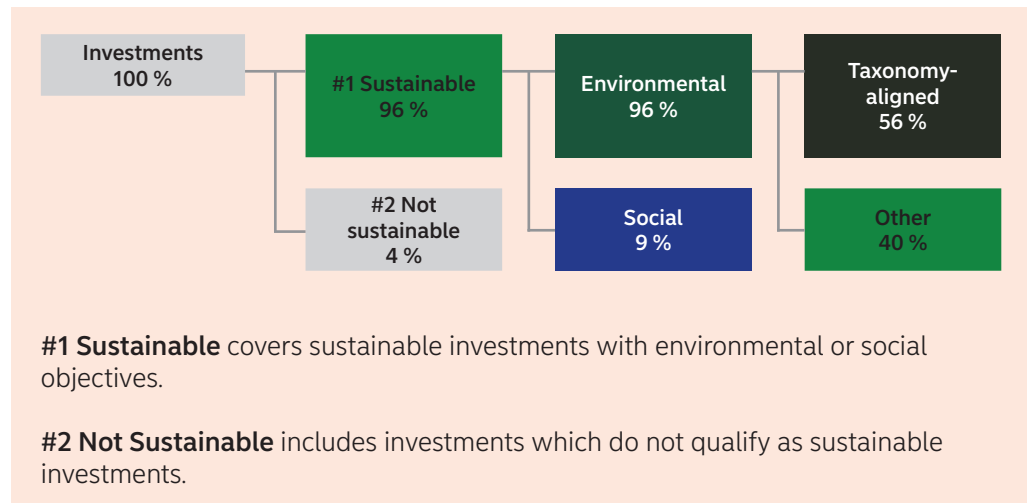 Investments
100 %
#1 Sustainable
96 %
Environmental
96 %
Taxonomy-
aligned
56 %
#2 Not
sustainable
4 %
Social
9 %
Other
40 %
#1 Sustainable covers sustainable investments with environmental or social
objectives.
#2 Not Sustainable includes investments which do not qualify as sustainable
investments.